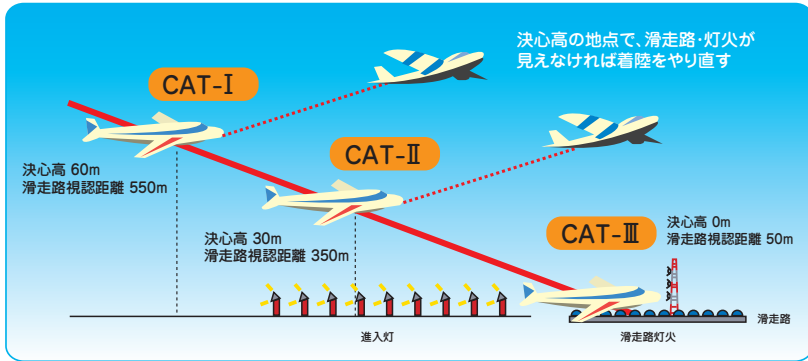 決心高の地点で、滑走路・灯火が
見えなければ着陸をやり直す
CAT-Ⅰ
決心高 60m
滑走路視認距離 550m
CAT-Ⅱ
決心高 30m
滑走路視認距離 350m
CAT-Ⅲ
決心高 0m
滑走路視認距離 50m
滑走路
進入灯
滑走路灯火